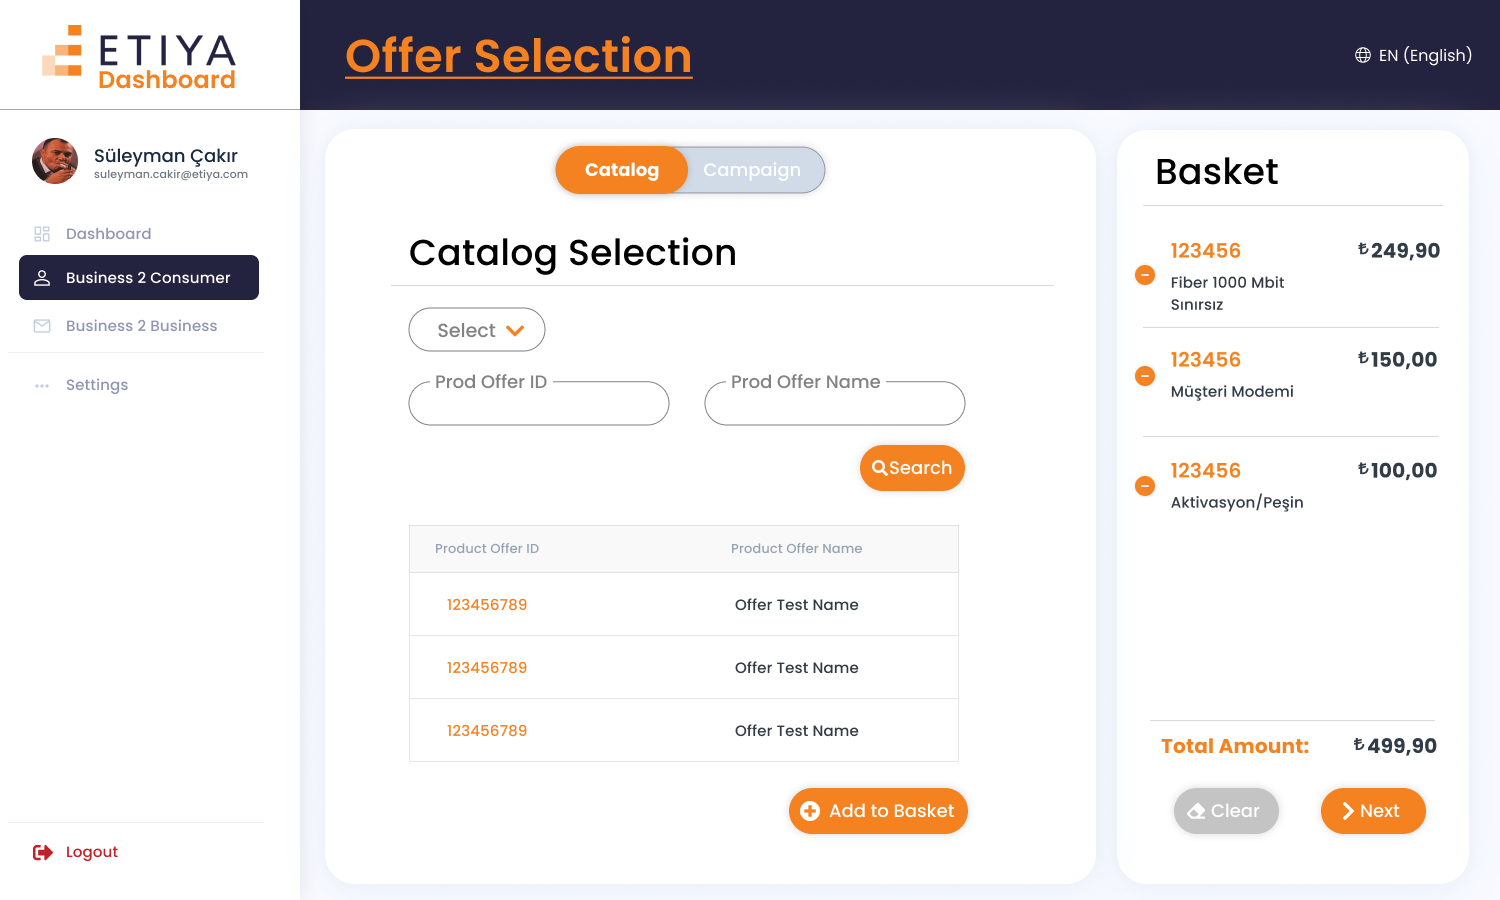 ETIYA
Dashboard
Offer Selection
EN (English)
Süleyman Çakır
suleyman.cakir@etiya.com
Dashboard
Business 2 Consumer
Business 2 Business
Settings
Logout
Catalog
Campaign
Catalog Selection
Select
Prod Offer ID
Prod Offer Name
Search
Product Offer ID
Product Offer Name
123456789
Offer Test Name
123456789
Offer Test Name
123456789
Offer Test Name
Add to Basket
Basket
123456
₺249,90
Fiber 1000 Mbit
Sınırsız
123456
₺150,00
Müşteri Modemi
123456
₺100,00
Aktivasyon/Peşin
Total Amount:
₺499,90
Clear
Next